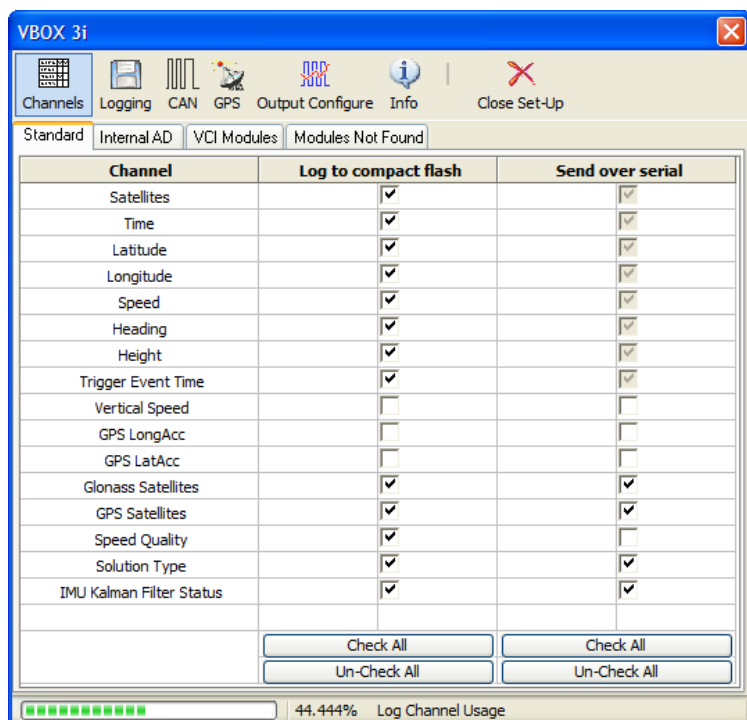 VBOX 3i
Channels Logging CAN GPS Output Configure Info Close Set-Up
Standard Internal AD VCI Modules Modules Not Found
Channel Log to compact flash Send over serial
Satellites
Time
Latitude
Longitude
Speed
Heading
Height
Trigger Event Time
Vertical Speed
GPS LongAcc
GPS LatAcc
Glonass Satellites
GPS Satellites
Speed Quality
Solution Type
IMU Kalman Filter Status
Check All Check All
Un-Check All Un-Check All
44.444% Log Channel Usage